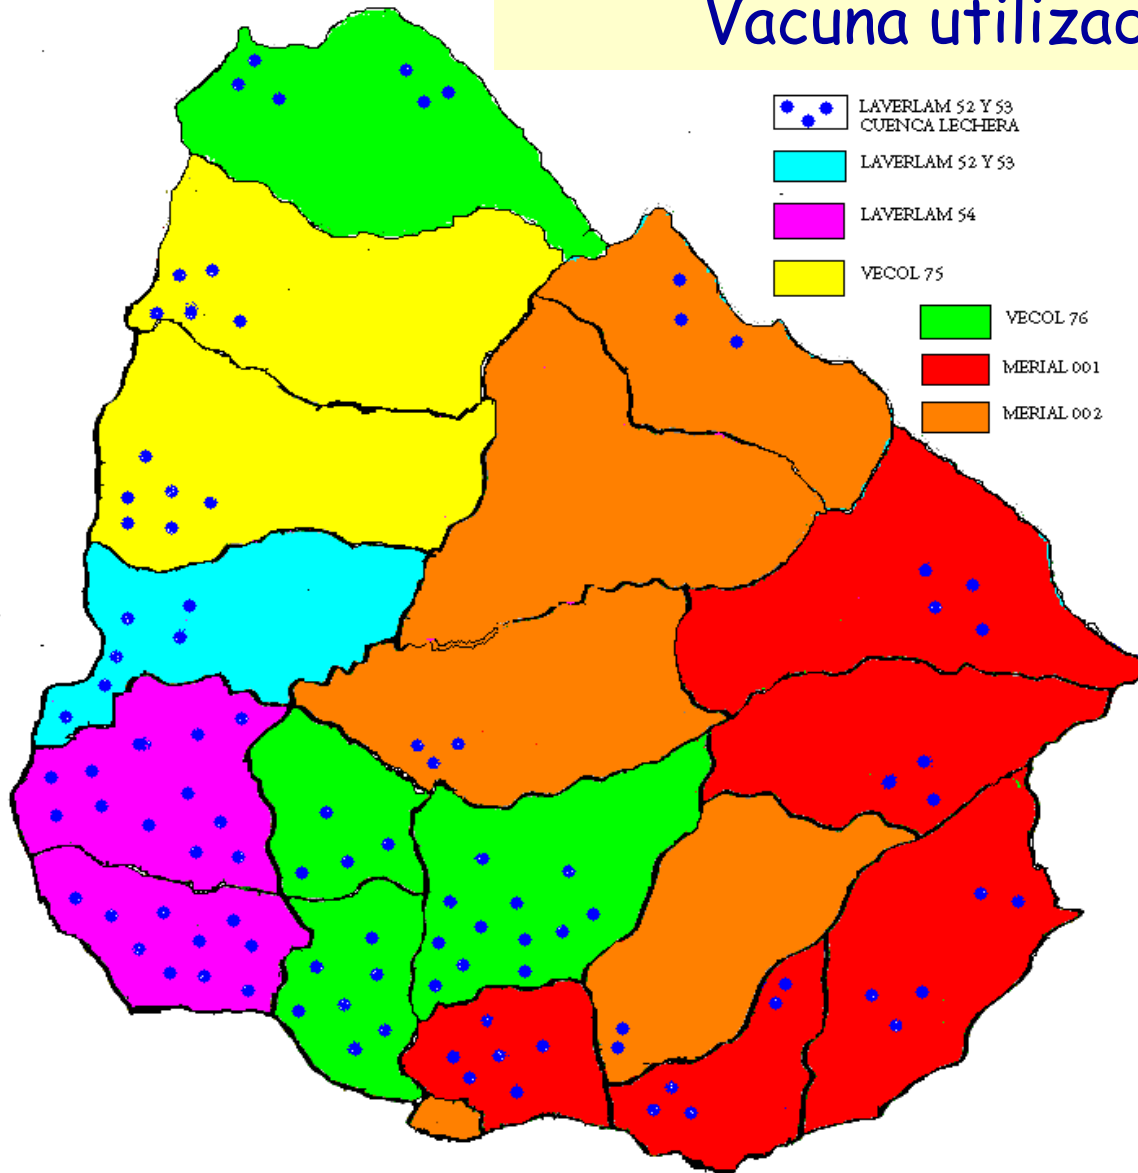 Vacuna
LAVERLAM 52 Y 53
CUENCA LECHERA
LAVERLAM 52 Y 53
LAVERLAM 54
VECOL 75
VECOL 76
MERIAL 001
MERIAL 002